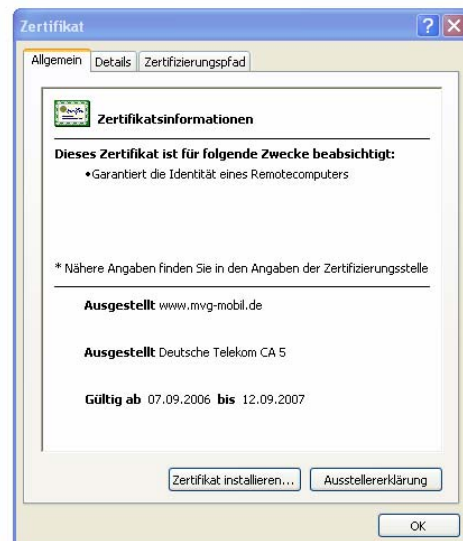 Zertifikat
Allgemein Details Zertifizierungspfad
Zertifikatsinformationen
Dieses Zertifikat ist für folgende Zwecke beabsichtigt:
•Garantiert die Identität eines Remotecomputers
* Nähere Angaben finden Sie in den Angaben der Zertifizierungsstelle
Ausgestellt www.mvg-mobil.de
Ausgestellt Deutsche Telekom CA 5
Gültig ab 07.09.2006 bis 12.09.2007
Zertifikat installieren... Ausstellererklärung
OK